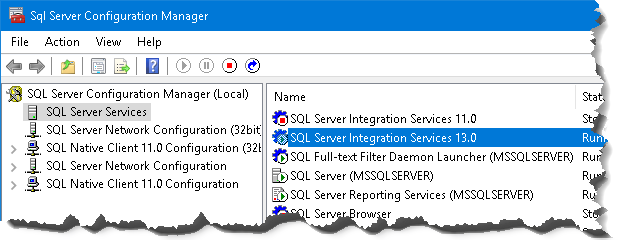 Sql Server Configuration Manager
File Action View Help
SQL Server Configuration Manager (Local)
SQL Server Services
SQL Server Network Configuration (32bit
SQL Native Client 11.0 Configuration (32b
SQL Server Network Configuration
SQL Native Client 11.0 Configuration
Name State
SQL Server Integration Services 11.0 Sto
SQL Server Integration Services 13.0 Runn
SQL Full-text Filter Daemon Launcher (MSSQLSERVER) Run
SQL Server (MSSQLSERVER) Run
SQL Server Reporting Services (MSSQLSERVER) Run
SQL Server Browser Sto